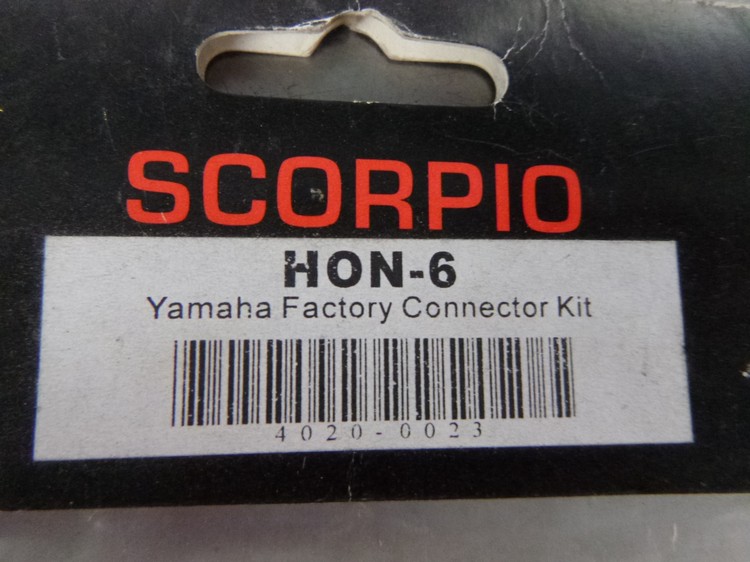 SCORPIO
HON-6
Yamaha Factory Connector Kit
4020-0023